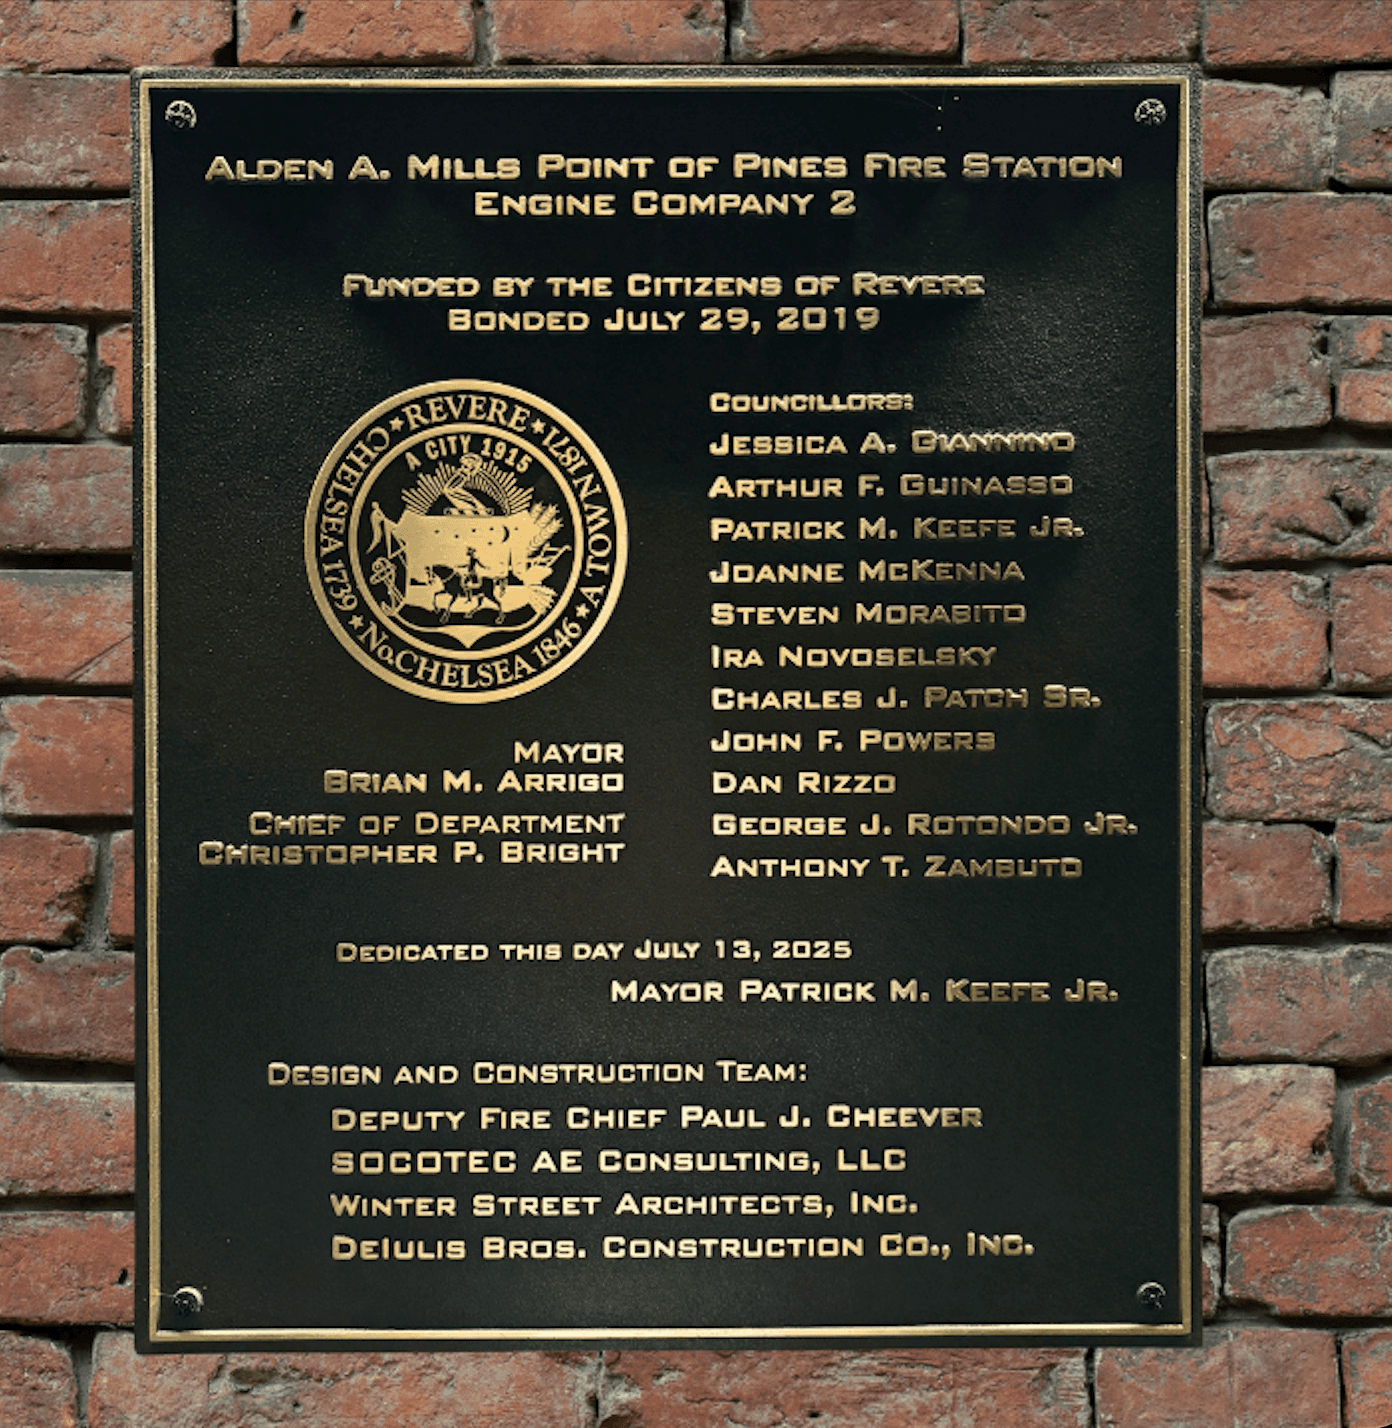 ALDEN A. MILLS POINT OF PINES FIRE STATION
ENGINE COMPANY 2
FUNDED BY THE CITIZENS OF REVERE
BONDED JULY 29, 2019
★ REVERE ★ A TOWN 1871 ★ No. CHELSEA 1846 ★ CHELSEA 1739
A CITY 1915
MAYOR
BRIAN M. ARRIGO
CHIEF OF DEPARTMENT
CHRISTOPHER P. BRIGHT
COUNCILLORS:
JESSICA A. GIANNINO
ARTHUR F. GUINASSO
PATRICK M. KEEFE JR.
JOANNE McKENNA
STEVEN MORABITO
IRA NOVOSELSKY
CHARLES J. PATCH SR.
JOHN F. POWERS
DAN RIZZO
GEORGE J. ROTONDO JR.
ANTHONY T. ZAMBUTO
DEDICATED THIS DAY JULY 13, 2025
MAYOR PATRICK M. KEEFE JR.
DESIGN AND CONSTRUCTION TEAM:
DEPUTY FIRE CHIEF PAUL J. CHEEVER
SOCOTEC AE CONSULTING, LLC
WINTER STREET ARCHITECTS, INC.
DEIULIS BROS. CONSTRUCTION CO., INC.